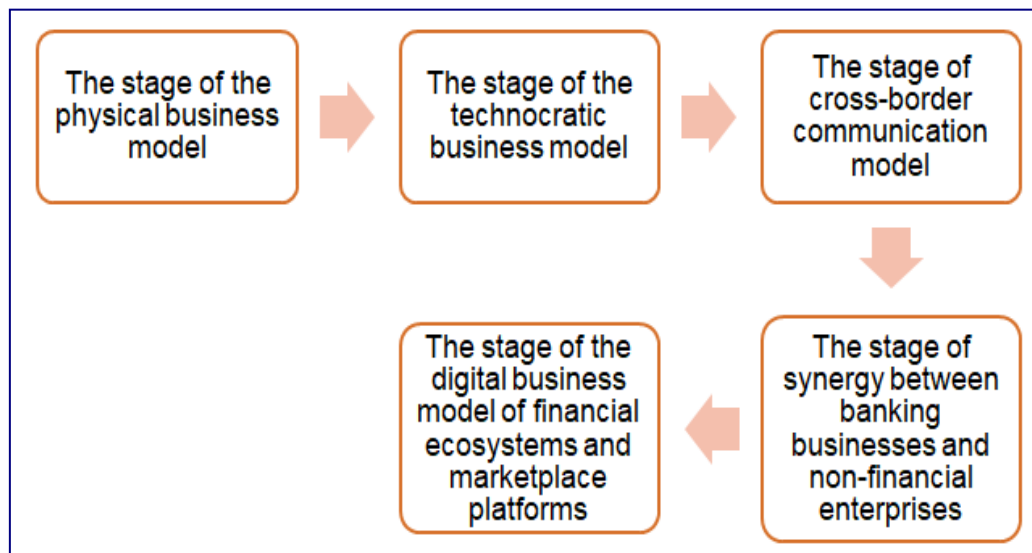 The stage of the
physical business
model
The stage of the
technocratic
business model
The stage of
cross-border
communication
model
The stage of
synergy between
banking
businesses and
non-financial
enterprises
The stage of the
digital business
model of financial
ecosystems and
marketplace
platforms